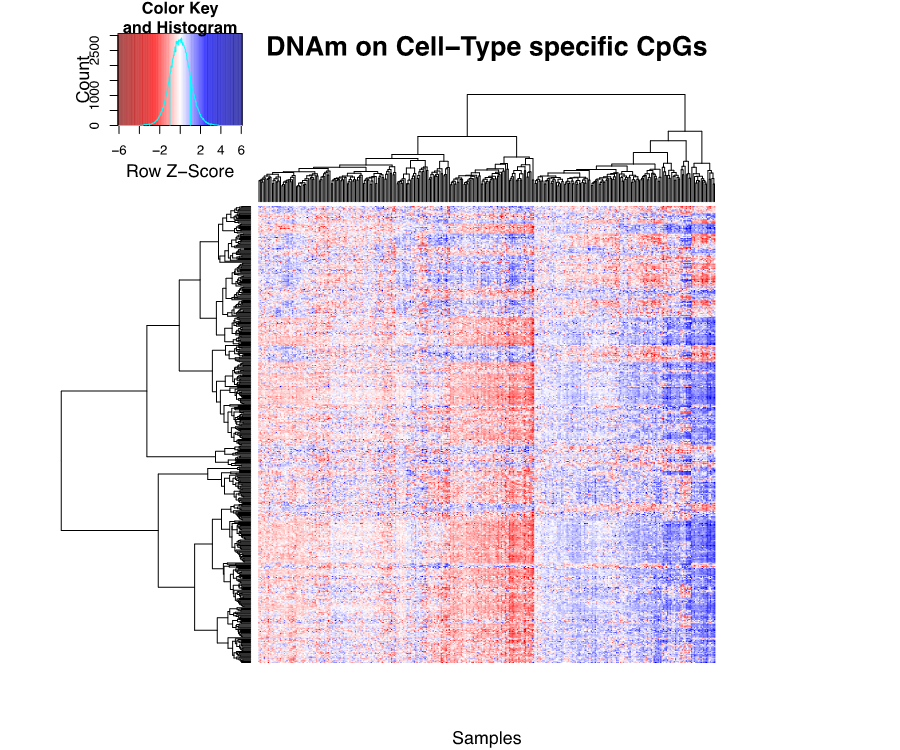 Color Key
and Histogram
DNAm on Cell−Type specific CpGs
Count
0 1000 2500
−6 −2 2 4 6
Row Z−Score
Samples